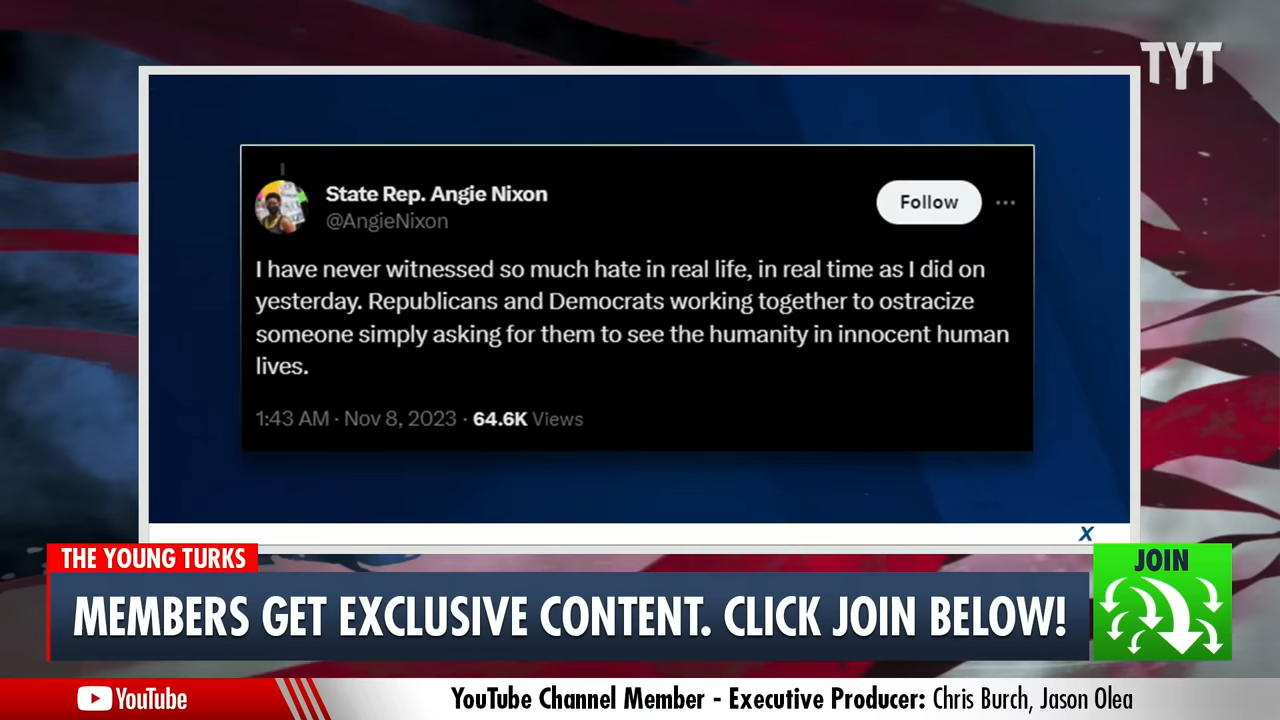 TYT
State Rep. Angie Nixon
@AngieNixon
Follow
I have never witnessed so much hate in real life, in real time as I did on
yesterday. Republicans and Democrats working together to ostracize
someone simply asking for them to see the humanity in innocent human
lives.
1:43 AM · Nov 8, 2023 · 64.6K Views
X
THE YOUNG TURKS
MEMBERS GET EXCLUSIVE CONTENT. CLICK JOIN BELOW!
JOIN
YouTube
YouTube Channel Member - Executive Producer: Chris Burch, Jason Olea